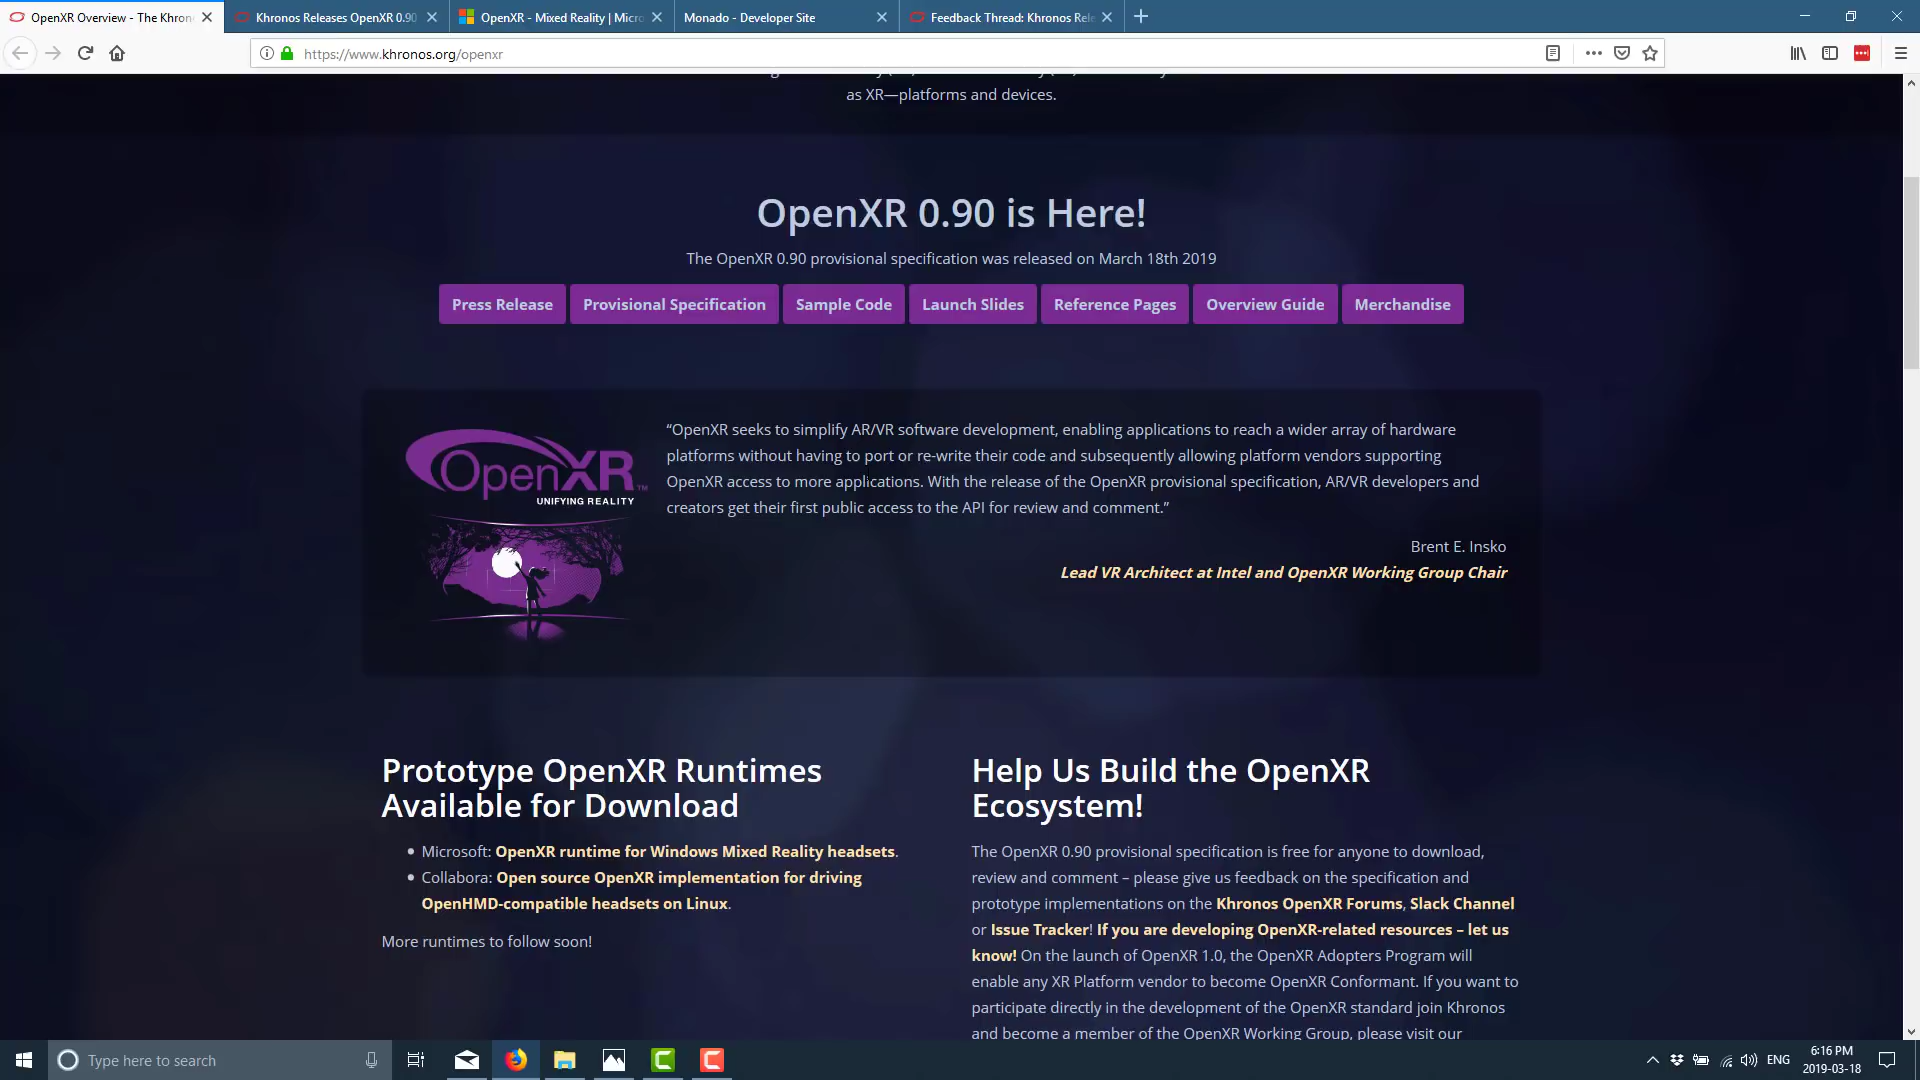 OpenXR Overview - The Khron
Khronos Releases OpenXR 0.90
OpenXR - Mixed Reality | Micro
Monado - Developer Site
Feedback Thread: Khronos Rele
https://www.khronos.org/openxr
as XR—platforms and devices.
OpenXR 0.90 is Here!
The OpenXR 0.90 provisional specification was released on March 18th 2019
Press Release
Provisional Specification
Sample Code
Launch Slides
Reference Pages
Overview Guide
Merchandise
OpenXR™
UNIFYING REALITY
“OpenXR seeks to simplify AR/VR software development, enabling applications to reach a wider array of hardware
platforms without having to port or re-write their code and subsequently allowing platform vendors supporting
OpenXR access to more applications. With the release of the OpenXR provisional specification, AR/VR developers and
creators get their first public access to the API for review and comment.”
Brent E. Insko
Lead VR Architect at Intel and OpenXR Working Group Chair
Prototype OpenXR Runtimes
Available for Download
• Microsoft: OpenXR runtime for Windows Mixed Reality headsets.
• Collabora: Open source OpenXR implementation for driving
OpenHMD-compatible headsets on Linux.
More runtimes to follow soon!
Help Us Build the OpenXR
Ecosystem!
The OpenXR 0.90 provisional specification is free for anyone to download,
review and comment – please give us feedback on the specification and
prototype implementations on the Khronos OpenXR Forums, Slack Channel
or Issue Tracker! If you are developing OpenXR-related resources – let us
know! On the launch of OpenXR 1.0, the OpenXR Adopters Program will
enable any XR Platform vendor to become OpenXR Conformant. If you want to
participate directly in the development of the OpenXR standard join Khronos
and become a member of the OpenXR Working Group, please visit our
Type here to search
ENG
6:16 PM
2019-03-18